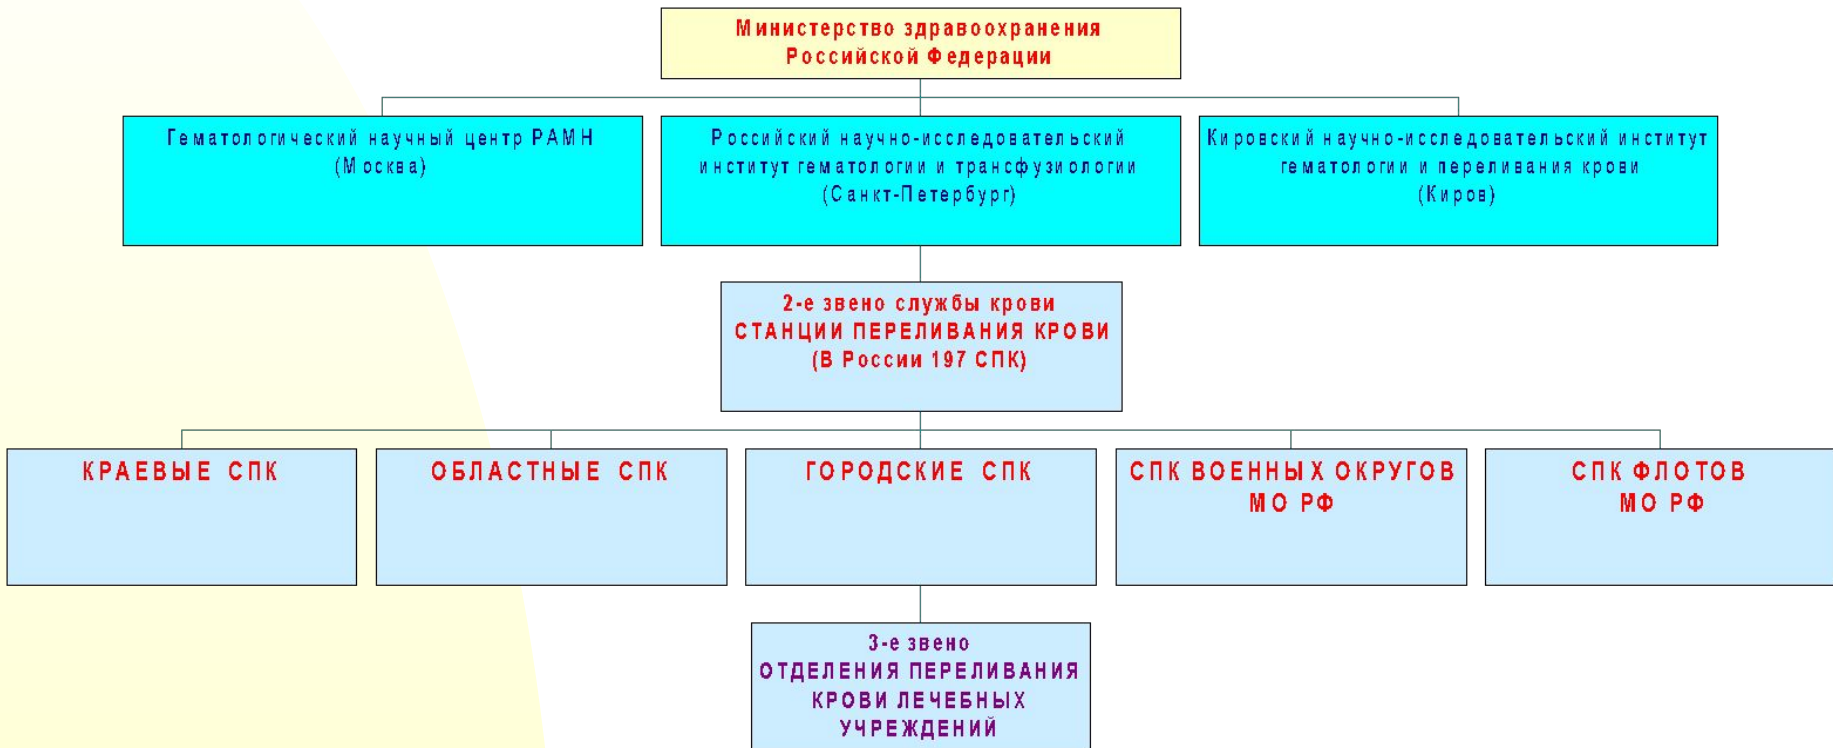 Министерство здравоохранения
Российской Федерации
Гематологический научный центр РАМН
(Москва)
Российский научно-исследовательский
институт гематологии и трансфузиологии
(Санкт-Петербург)
Кировский научно-исследовательский институт
гематологии и переливания крови
(Киров)
2-е звено службы крови
СТАНЦИИ ПЕРЕЛИВАНИЯ КРОВИ
(В России 197 СПК)
КРАЕВЫЕ СПК
ОБЛАСТНЫЕ СПК
ГОРОДСКИЕ СПК
СПК ВОЕННЫХ ОКРУГОВ
МО РФ
СПК ФЛОТОВ
МО РФ
3-е звено
ОТДЕЛЕНИЯ ПЕРЕЛИВАНИЯ
КРОВИ ЛЕЧЕБНЫХ
УЧРЕЖДЕНИЙ